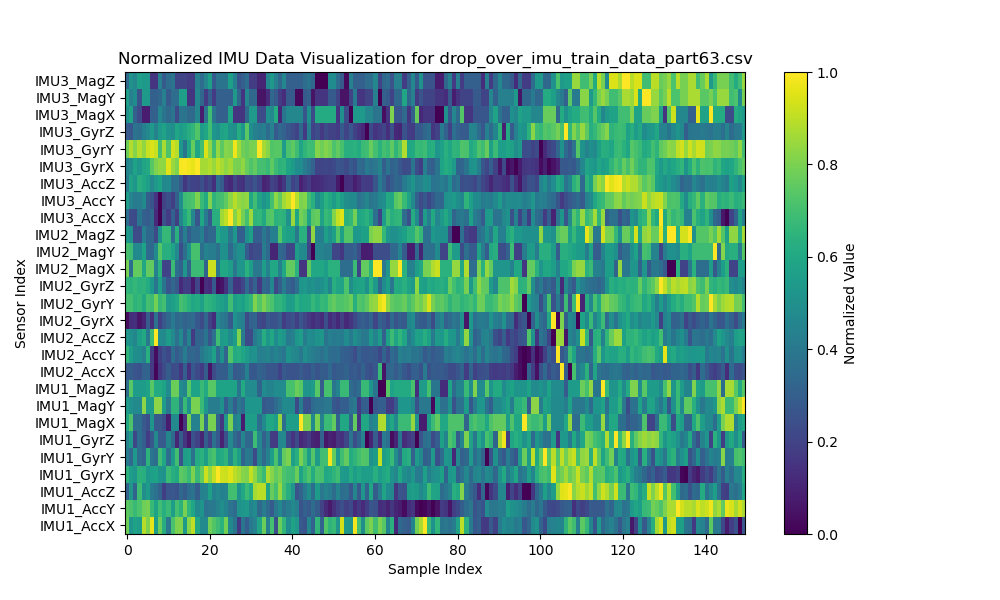 Normalized IMU Data Visualization for drop_over_imu_train_data_part63.csv
IMU3_MagZ
IMU3_MagY
IMU3_MagX
IMU3_GyrZ
IMU3_GyrY
IMU3_GyrX
IMU3_AccZ
IMU3_AccY
IMU3_AccX
IMU2_MagZ
IMU2_MagY
IMU2_MagX
IMU2_GyrZ
IMU2_GyrY
IMU2_GyrX
IMU2_AccZ
IMU2_AccY
IMU2_AccX
IMU1_MagZ
IMU1_MagY
IMU1_MagX
IMU1_GyrZ
IMU1_GyrY
IMU1_GyrX
IMU1_AccZ
IMU1_AccY
IMU1_AccX
Sensor Index
0 20 40 60 80 100 120 140
Sample Index
1.0
0.8
0.6
0.4
0.2
0.0
Normalized Value